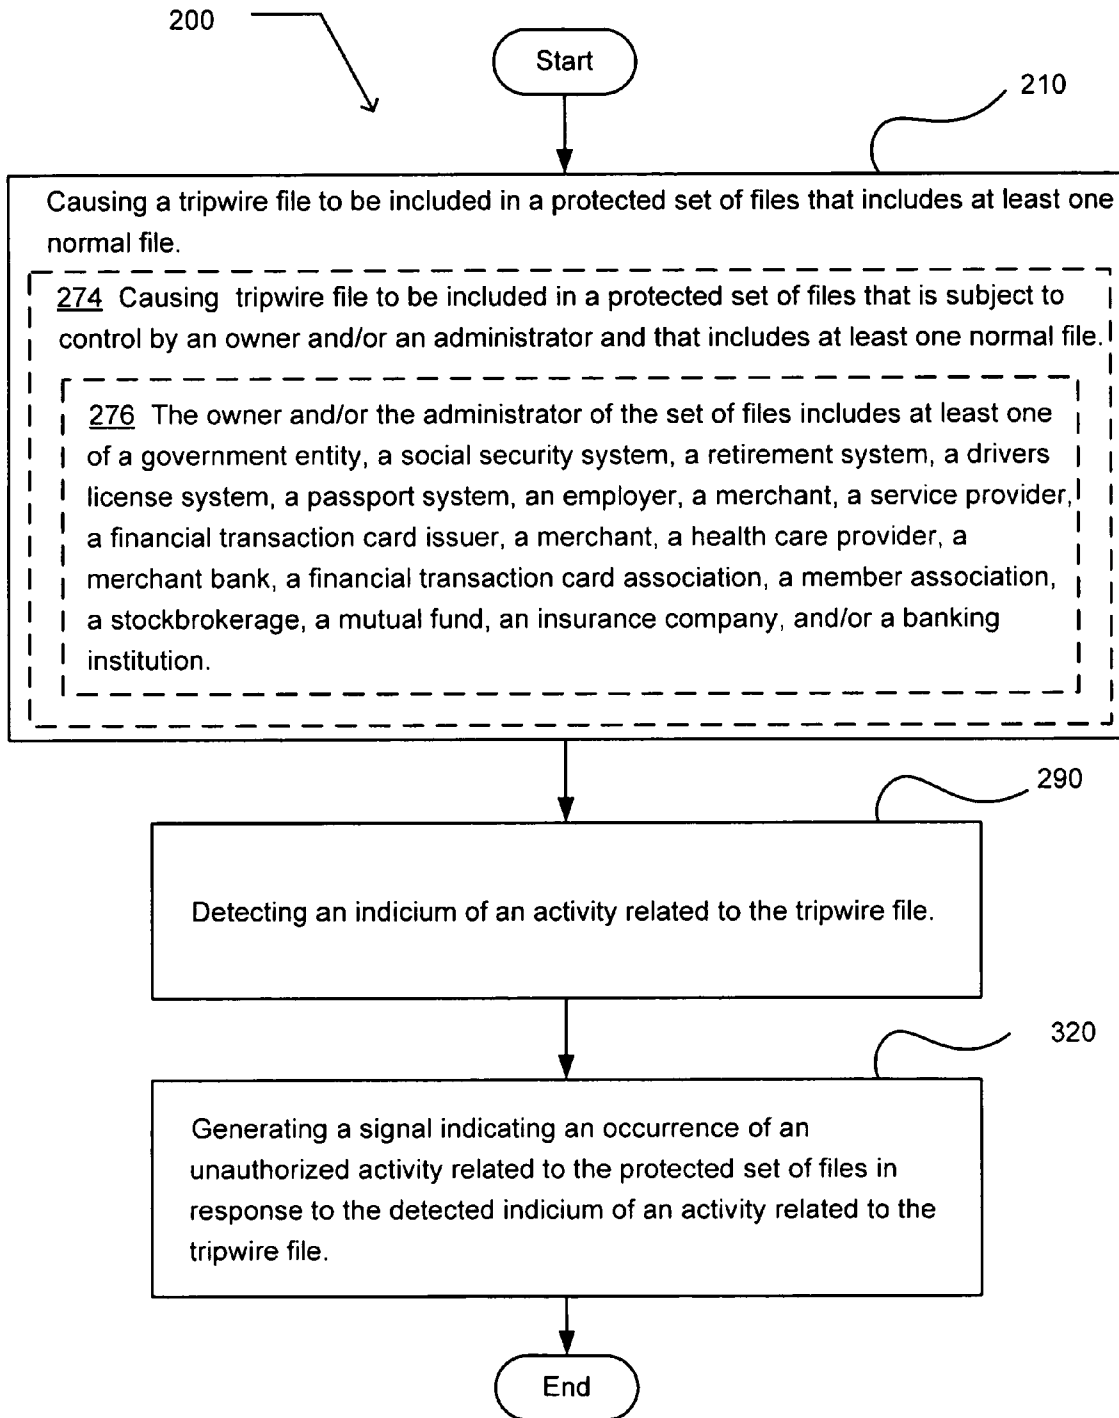 200
Start
210
Causing a tripwire file to be included in a protected set of files that includes at least one
normal file.
274 Causing tripwire file to be included in a protected set of files that is subject to
control by an owner and/or an administrator and that includes at least one normal file.
276 The owner and/or the administrator of the set of files includes at least one
of a government entity, a social security system, a retirement system, a drivers
license system, a passport system, an employer, a merchant, a service provider,
a financial transaction card issuer, a merchant, a health care provider, a
merchant bank, a financial transaction card association, a member association,
a stockbrokerage, a mutual fund, an insurance company, and/or a banking
institution.
290
Detecting an indicium of an activity related to the tripwire file.
320
Generating a signal indicating an occurrence of an
unauthorized activity related to the protected set of files in
response to the detected indicium of an activity related to the
tripwire file.
End